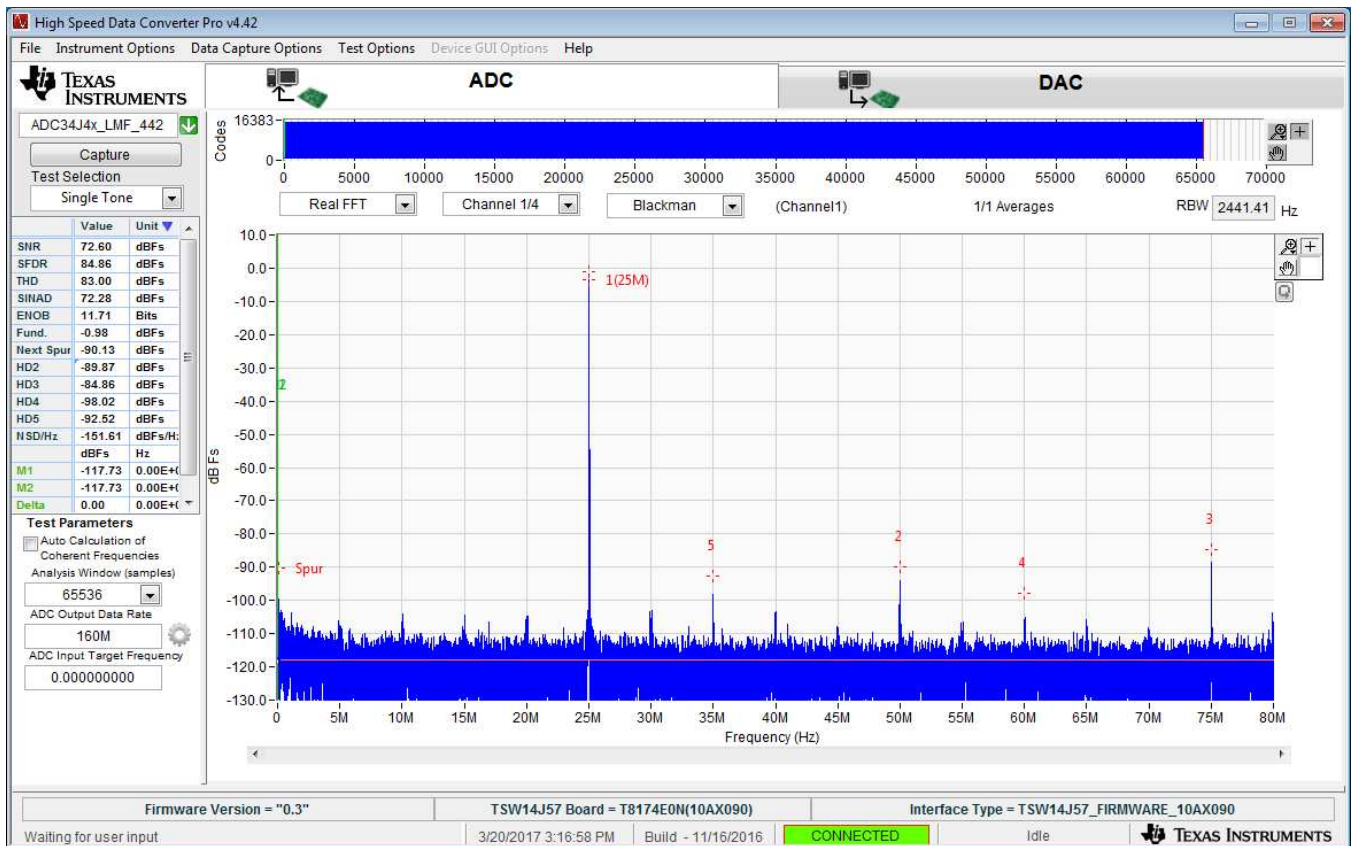 High Speed Data Converter Pro v4.42
File Instrument Options Data Capture Options Test Options Device GUI Options Help
TEXAS INSTRUMENTS
ADC
DAC
ADC34J4x_LMF_442
Capture
Test Selection
Single Tone
Value Unit
SNR 72.60 dBFs
SFDR 84.86 dBFs
THD 83.00 dBFs
SINAD 72.28 dBFs
ENOB 11.71 Bits
Fund. -0.98 dBFs
Next Spur -90.13 dBFs
HD2 -89.87 dBFs
HD3 -84.86 dBFs
HD4 -98.02 dBFs
HD5 -92.52 dBFs
NSD/Hz -151.61 dBFs/H
dBFs Hz
M1 -117.73 0.00E+
M2 -117.73 0.00E+
Delta 0.00 0.00E+
Test Parameters
Auto Calculation of
Coherent Frequencies
Analysis Window (samples)
65536
ADC Output Data Rate
160M
ADC Input Target Frequency
0.000000000
Codes
16383
0
0 5000 10000 15000 20000 25000 30000 35000 40000 45000 50000 55000 60000 65000 70000
Real FFT Channel 1/4 Blackman (Channel1) 1/1 Averages RBW 2441.41 Hz
dB Fs
10.0
0.0
-10.0
-20.0
-30.0
-40.0
-50.0
-60.0
-70.0
-80.0
-90.0
-100.0
-110.0
-120.0
-130.0
1(25M)
Spur
5
2
4
3
0 5M 10M 15M 20M 25M 30M 35M 40M 45M 50M 55M 60M 65M 70M 75M 80M
Frequency (Hz)
Firmware Version = "0.3" TSW14J57 Board = T8174E0N(10AX090) Interface Type = TSW14J57_FIRMWARE_10AX090
Waiting for user input 3/20/2017 3:16:58 PM Build - 11/16/2016 CONNECTED Idle TEXAS INSTRUMENTS